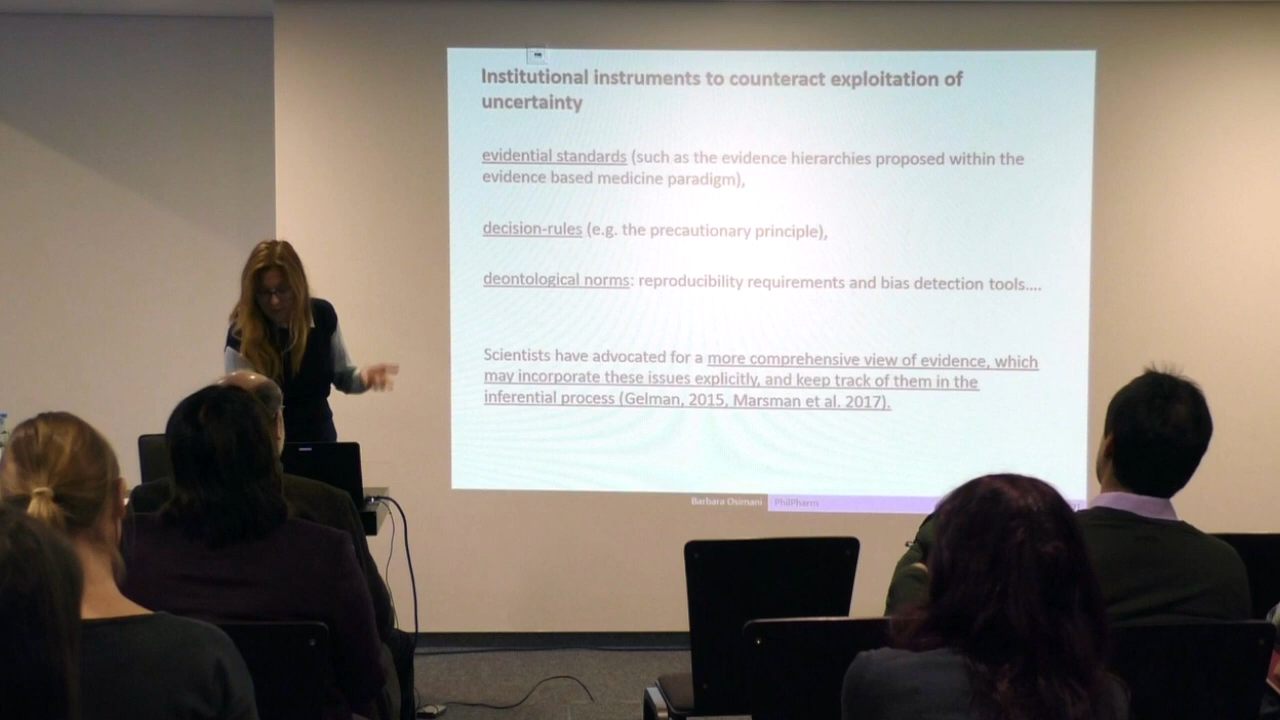 Institutional instruments to counteract exploitation of
uncertainty
evidential standards (such as the evidence hierarchies proposed within the
evidence based medicine paradigm),
decision-rules (e.g. the precautionary principle),
deontological norms: reproducibility requirements and bias detection tools....
Scientists have advocated for a more comprehensive view of evidence, which
may incorporate these issues explicitly, and keep track of them in the
inferential process (Gelman, 2015, Marsman et al. 2017).
Barbara Osimani PhilPharm